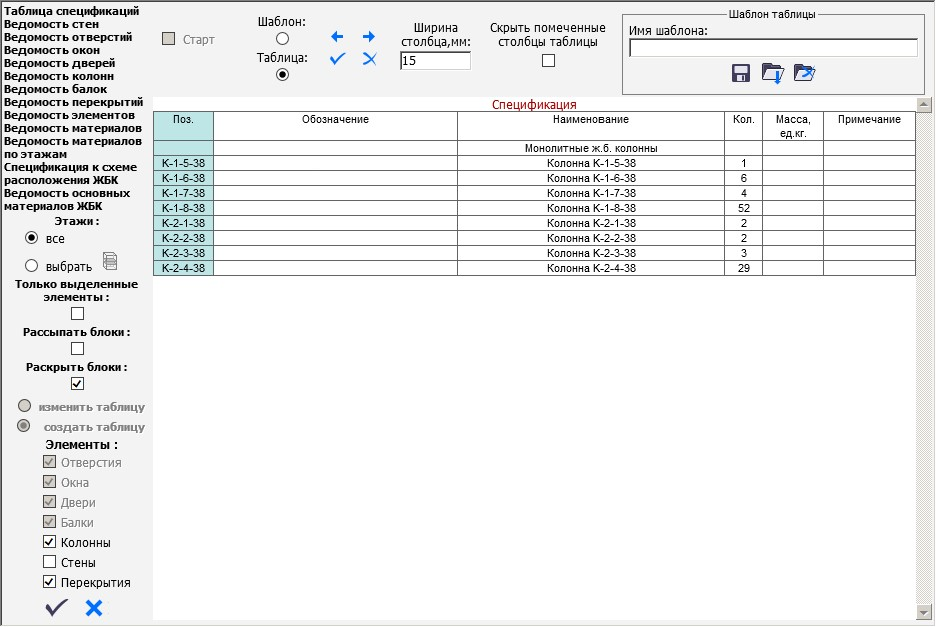 Таблица спецификаций
Ведомость стен
Ведомость отверстий
Ведомость окон
Ведомость дверей
Ведомость колонн
Ведомость балок
Ведомость перекрытий
Ведомость элементов
Ведомость материалов
Ведомость материалов
по этажам
Спецификация к схеме
расположения ЖБК
Ведомость основных
материалов ЖБК
Этажи :
все
выбрать
Только выделенные
элементы :
Рассыпать блоки :
Раскрыть блоки :
изменить таблицу
создать таблицу
Элементы :
Отверстия
Окна
Двери
Балки
Колонны
Стены
Перекрытия
Старт
Шаблон:
Таблица:
Ширина
столбца,мм:
15
Скрыть помеченные
столбцы таблицы
Шаблон таблицы
Имя шаблона:
Спецификация
Поз. Обозначение Наименование Кол. Масса, Примечание
ед.кг.
Монолитные ж.б. колонны
К-1-5-38 Колонна К-1-5-38 1
К-1-6-38 Колонна К-1-6-38 6
К-1-7-38 Колонна К-1-7-38 4
К-1-8-38 Колонна К-1-8-38 52
К-2-1-38 Колонна К-2-1-38 2
К-2-2-38 Колонна К-2-2-38 2
К-2-3-38 Колонна К-2-3-38 3
К-2-4-38 Колонна К-2-4-38 29